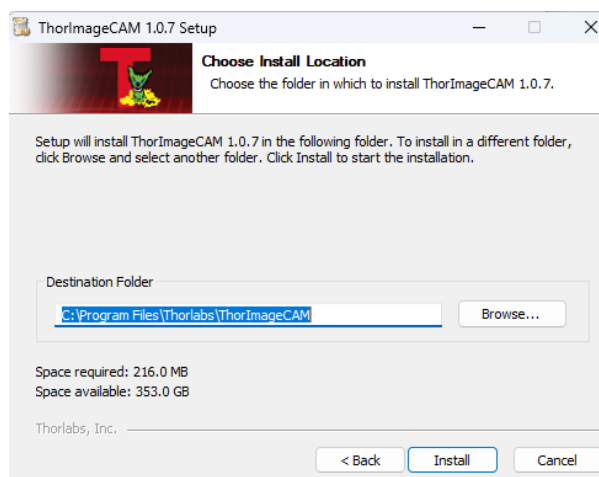 ThorImageCAM 1.0.7 Setup
Choose Install Location
Choose the folder in which to install ThorImageCAM 1.0.7.
Setup will install ThorImageCAM 1.0.7 in the following folder. To install in a different folder,
click Browse and select another folder. Click Install to start the installation.
Destination Folder
C:\Program Files\Thorlabs\ThorImageCAM
Browse...
Space required: 216.0 MB
Space available: 353.0 GB
Thorlabs, Inc.
< Back
Install
Cancel